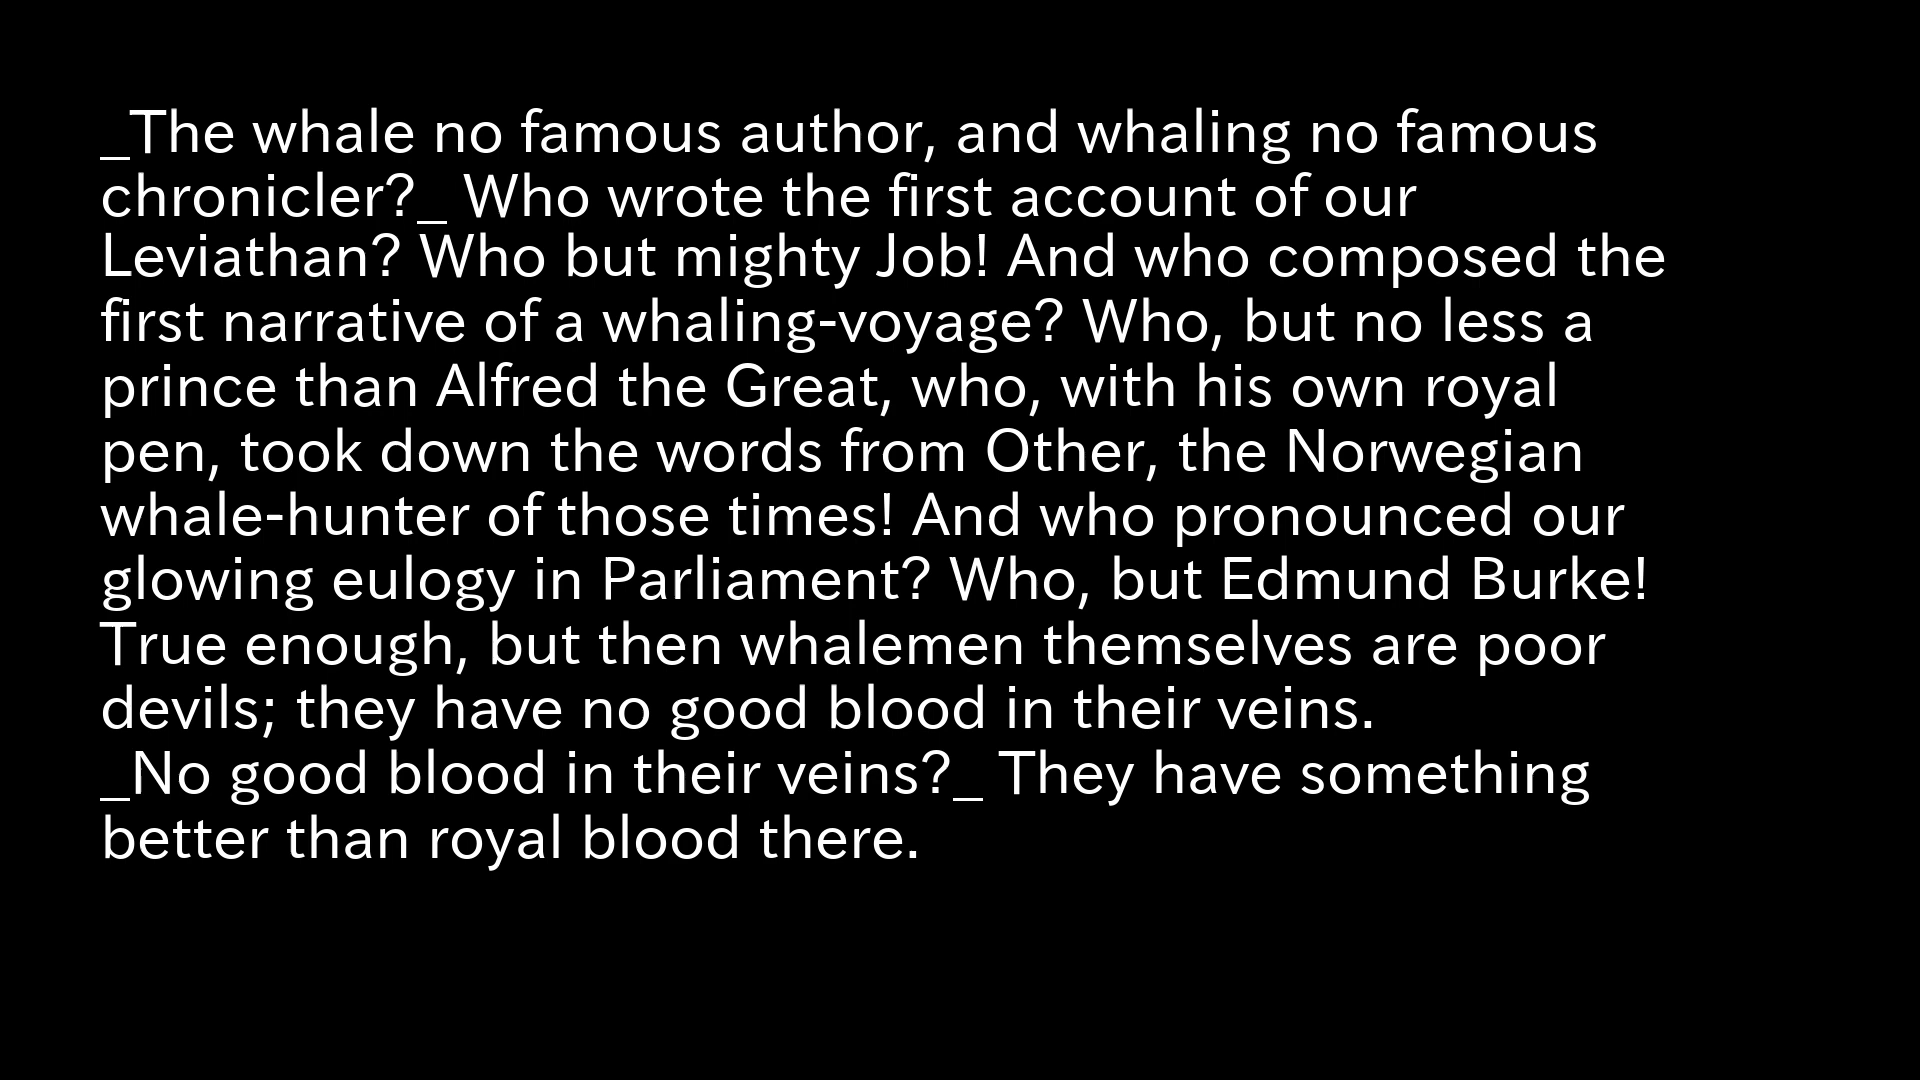 _The whale no famous author, and whaling no famous
chronicler?_ Who wrote the first account of our
Leviathan? Who but mighty Job! And who composed the
first narrative of a whaling-voyage? Who, but no less a
prince than Alfred the Great, who, with his own royal
pen, took down the words from Other, the Norwegian
whale-hunter of those times! And who pronounced our
glowing eulogy in Parliament? Who, but Edmund Burke!
True enough, but then whalemen themselves are poor
devils; they have no good blood in their veins.
_No good blood in their veins?_ They have something
better than royal blood there.